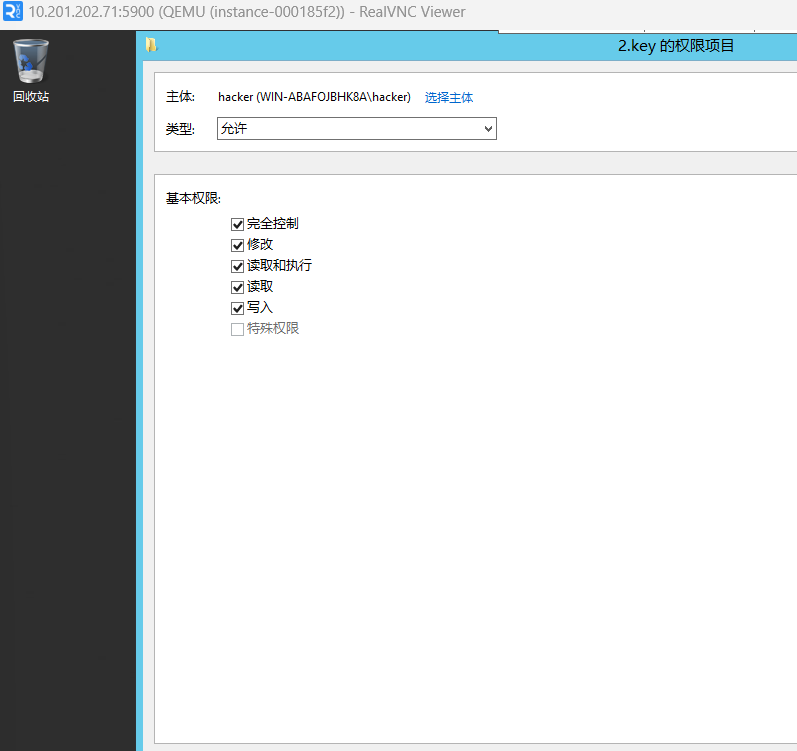 10.201.202.71:5900 (QEMU (instance-000185f2)) - RealVNC Viewer
回收站
2.key 的权限项目
主体: hacker (WIN-ABAFOJBHK8A\hacker) 选择主体
类型: 允许
基本权限:
完全控制
修改
读取和执行
读取
写入
特殊权限